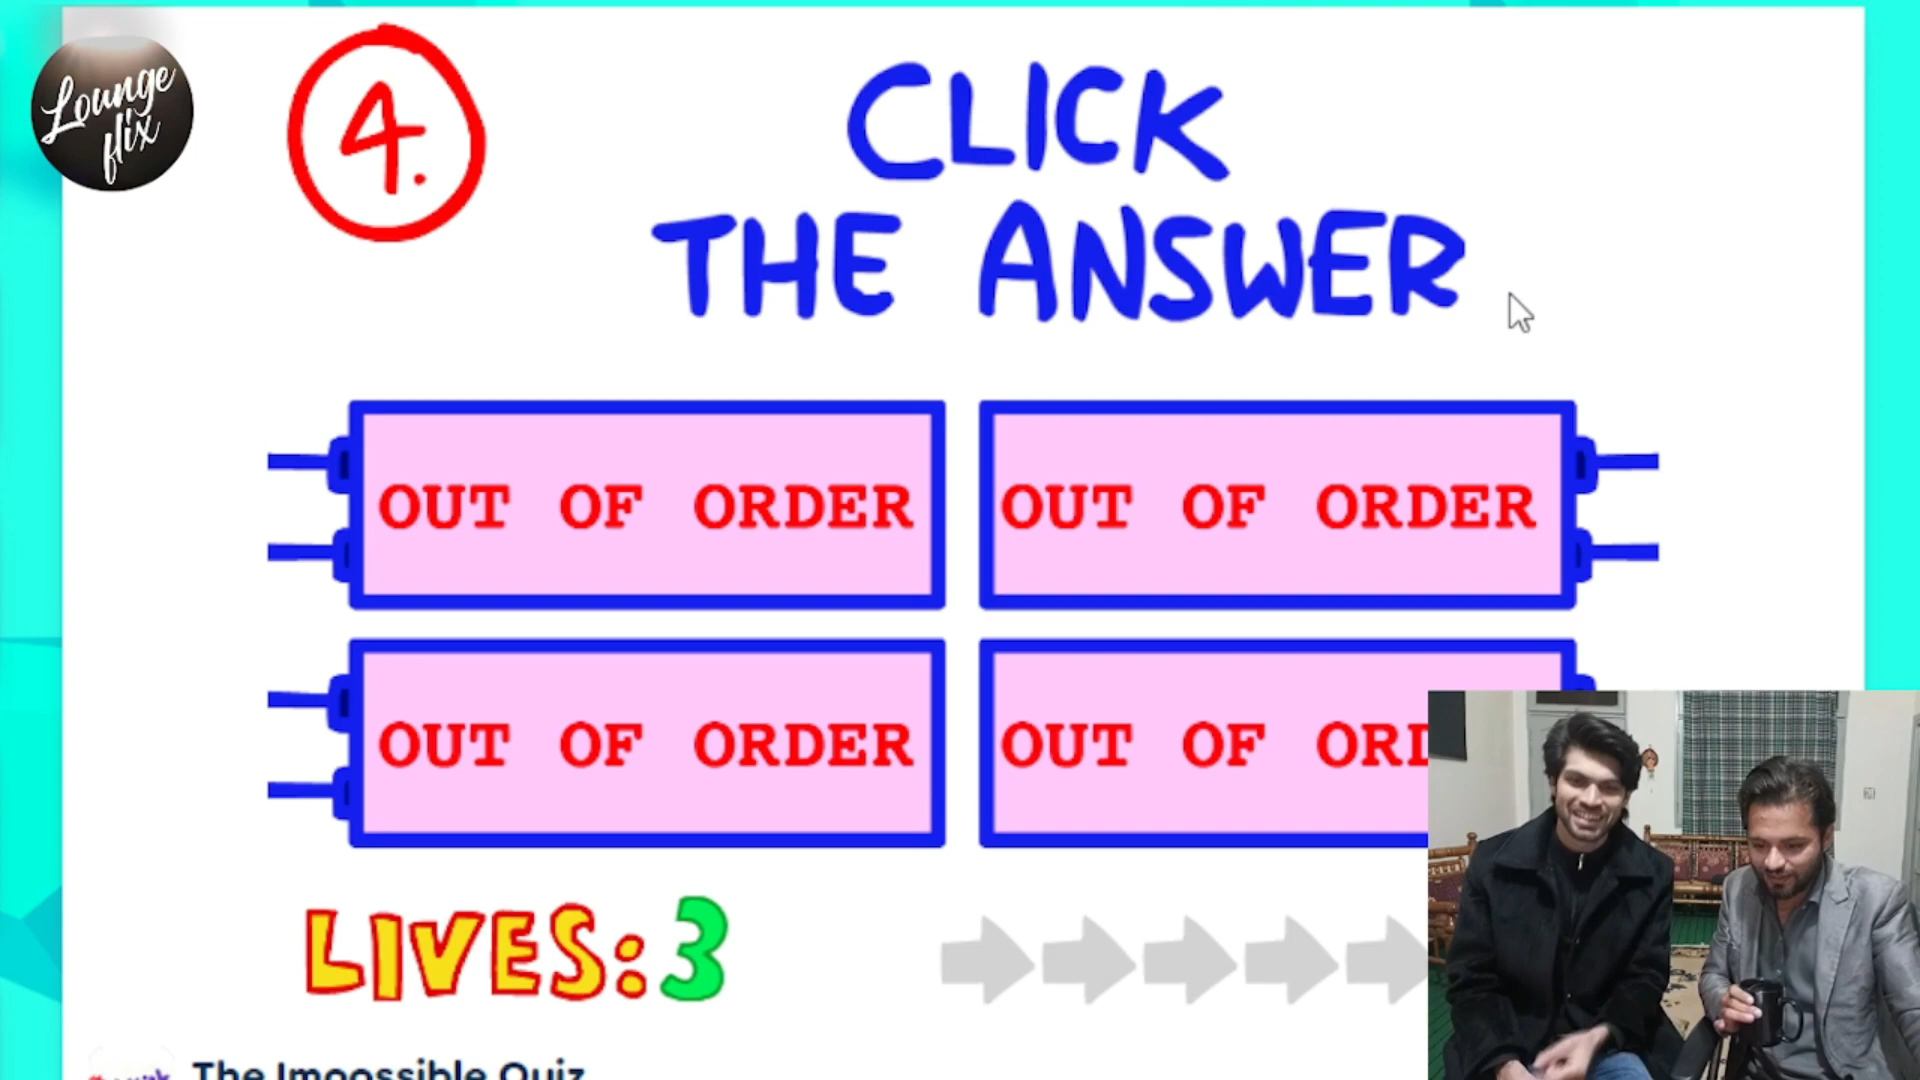 Lounge
flix
4.
CLICK
THE ANSWER
OUT OF ORDER
OUT OF ORDER
OUT OF ORDER
OUT OF
LIVES:3
The Impossible Quiz